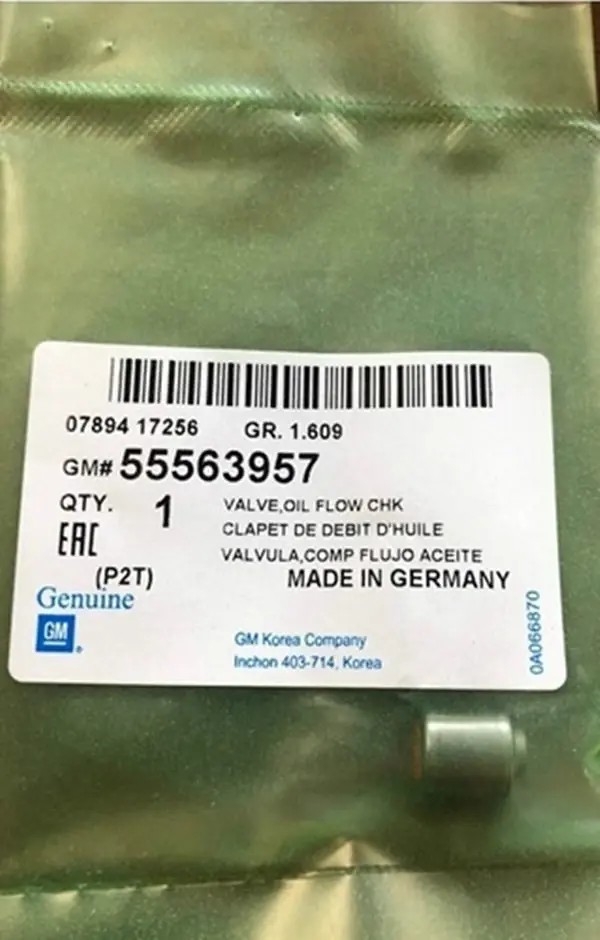 07894 17256 GR. 1.609
GM# 55563957
QTY. 1
VALVE,OIL FLOW CHK
CLAPET DE DEBIT D'HUILE
VALVULA,COMP FLUJO ACEITE
EAC
(P2T)
MADE IN GERMANY
Genuine
GM
GM Korea Company
Inchon 403-714, Korea
0A066870